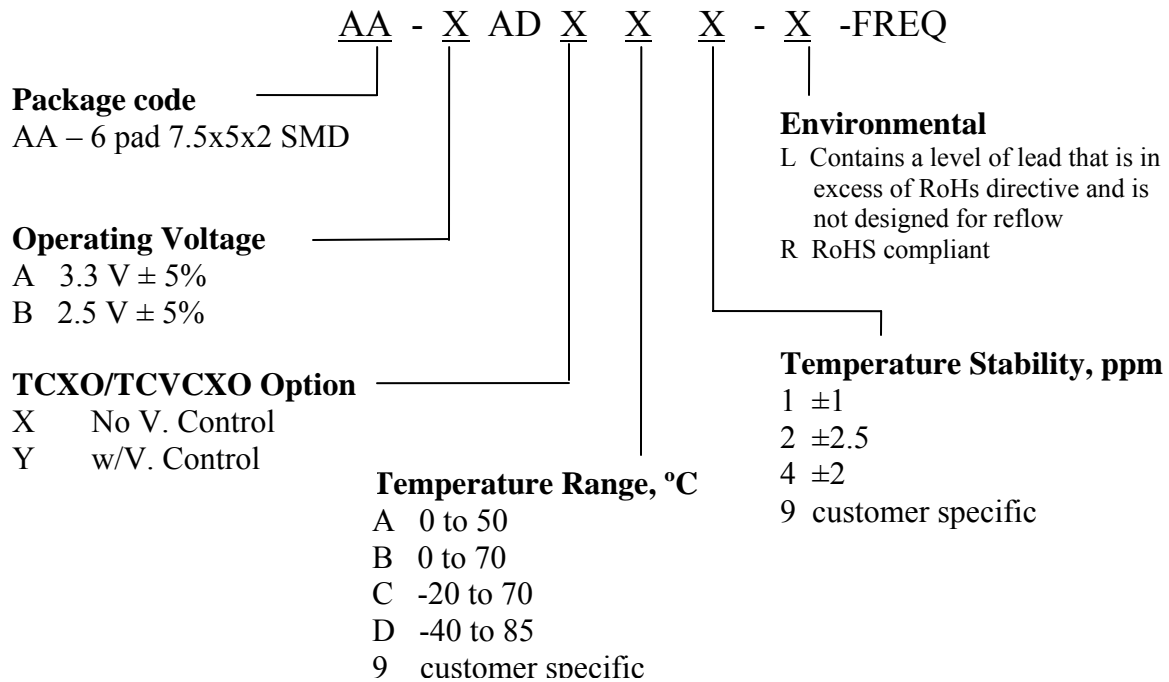 AA - X AD X X X - X -FREQ
Package code
AA – 6 pad 7.5x5x2 SMD
Operating Voltage
A 3.3 V ± 5%
B 2.5 V ± 5%
TCXO/TCVCXO Option
X No V. Control
Y w/V. Control
Temperature Range, ºC
A 0 to 50
B 0 to 70
C -20 to 70
D -40 to 85
9 customer specific
Environmental
L Contains a level of lead that is in
excess of RoHs directive and is
not designed for reflow
R RoHS compliant
Temperature Stability, ppm
1 ±1
2 ±2.5
4 ±2
9 customer specific